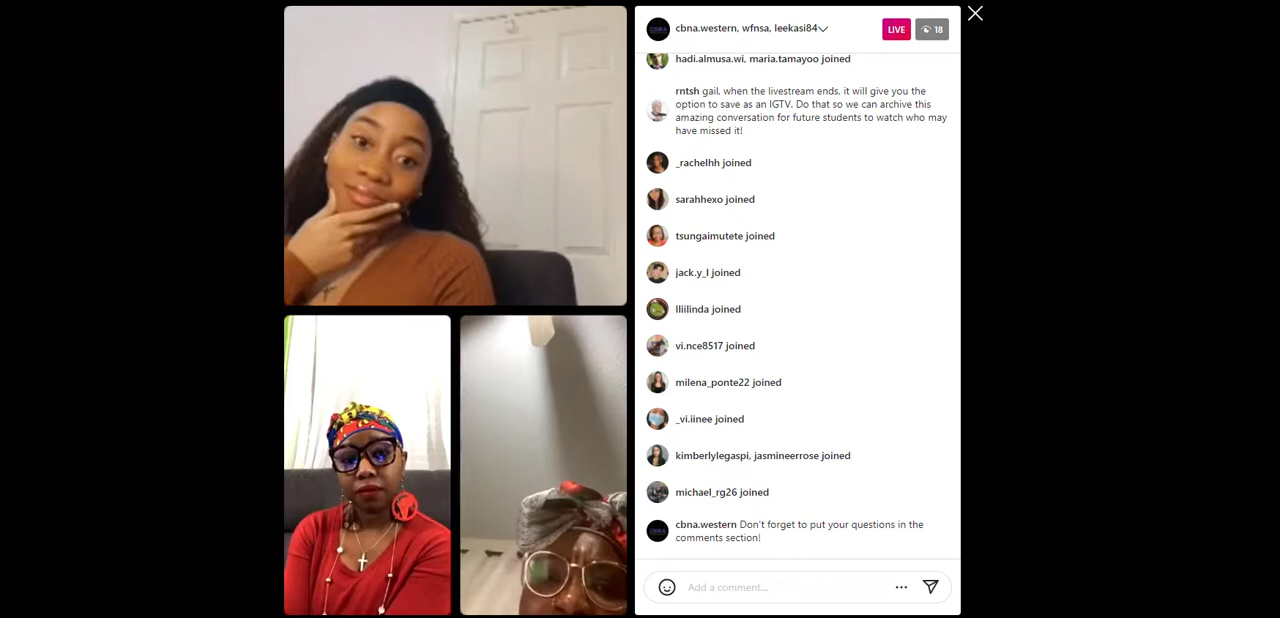 cbna.western, wfnsa, leekasi84
LIVE
18
hadi.almusa.wi, maria.tamayoo joined
rntsh gail, when the livestream ends, it will give you the
option to save as an IGTV. Do that so we can archive this
amazing conversation for future students to watch who may
have missed it!
_rachelhh joined
sarahhexo joined
tsungaimutete joined
jack.y_l joined
lliilinda joined
vi.nce8517 joined
milena_ponte22 joined
_vi.iinee joined
kimberlylegaspi, jasmineerrose joined
michael_rg26 joined
cbna.western Don't forget to put your questions in the
comments section!
Add a comment...